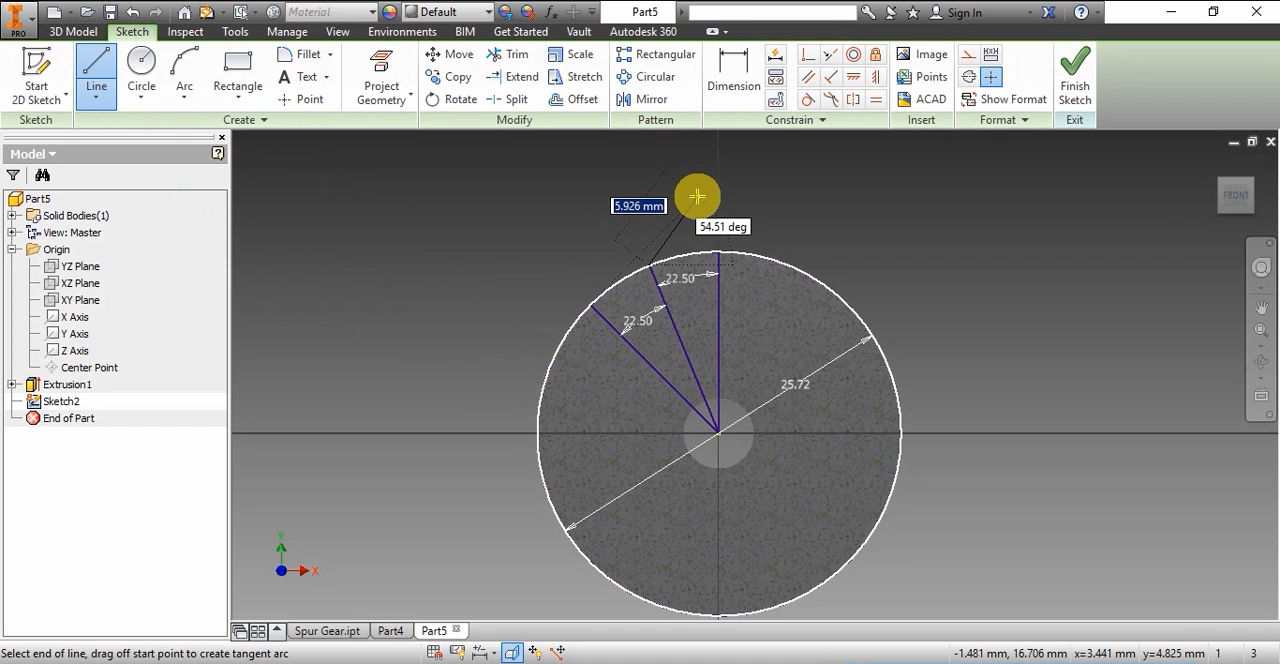 Material
Default
Part5
Sign In
PRO
3D Model
Sketch
Inspect
Tools
Manage
View
Environments
BIM
Get Started
Vault
Autodesk 360
Start
2D Sketch
Line
Circle
Arc
Rectangle
Fillet
Text
Point
Project
Geometry
Move
Copy
Rotate
Trim
Extend
Split
Scale
Stretch
Offset
Rectangular
Circular
Mirror
Dimension
Image
Points
ACAD
Show Format
Finish
Sketch
Sketch
Create
Modify
Pattern
Constrain
Insert
Format
Exit
Model
Part5
Solid Bodies(1)
View: Master
Origin
YZ Plane
XZ Plane
XY Plane
X Axis
Y Axis
Z Axis
Center Point
Extrusion1
Sketch2
End of Part
FRONT
5.926 mm
54.51 deg
22.50
22.50
25.72
Y
X
Spur Gear.ipt
Part4
Part5
Select end of line, drag off start point to create tangent arc
-1.481 mm, 16.706 mm
x=3.441 mm
y=4.825 mm
1
3